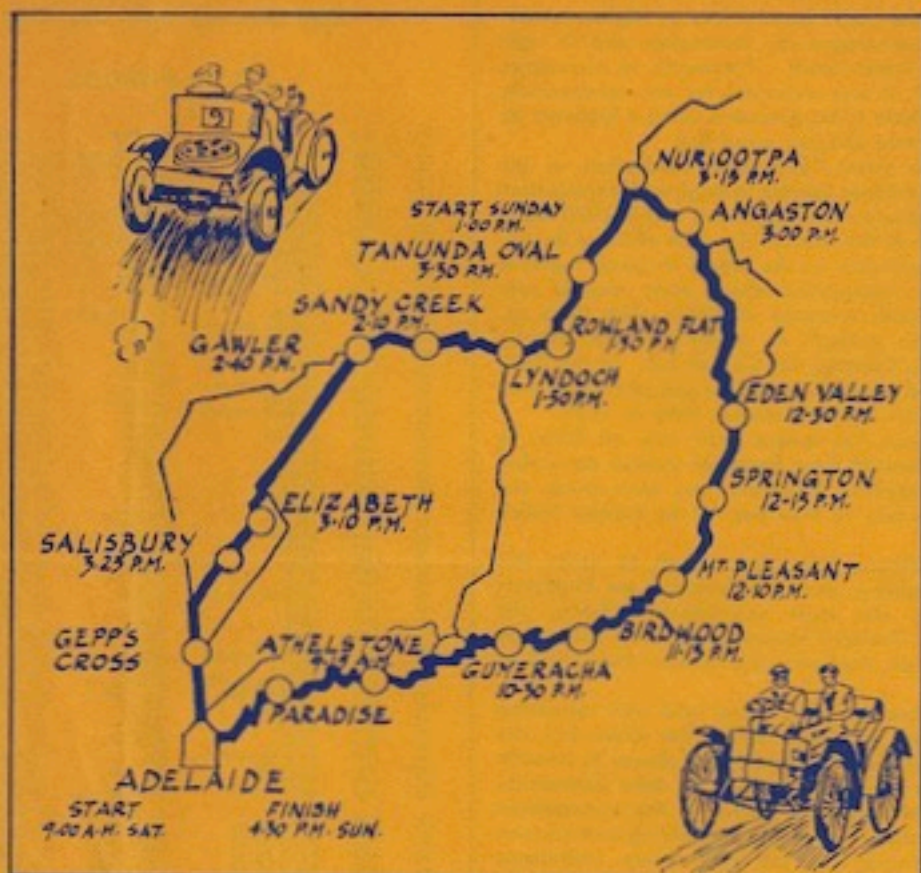 9
NURIOOTPA
3·15 P.M.
START SUNDAY
1·00 P.M.
ANGASTON
3·00 P.M.
TANUNDA OVAL
3·30 P.M.
SANDY CREEK
2·10 P.M.
GAWLER
2·40 P.M.
ROWLAND FLAT
1·30 P.M.
LYNDOCH
1·50 P.M.
EDEN VALLEY
12·30 P.M.
SPRINGTON
12·15 P.M.
ELIZABETH
3·10 P.M.
SALISBURY
3·25 P.M.
MT. PLEASANT
12·10 P.M.
GEPP'S
CROSS
ATHELSTONE
A.M.
BIRDWOOD
11·15 P.M.
GUMERACHA
10·30 P.M.
PARADISE
ADELAIDE
START
9·00 A.M. SAT.
FINISH
4·30 P.M. SUN.